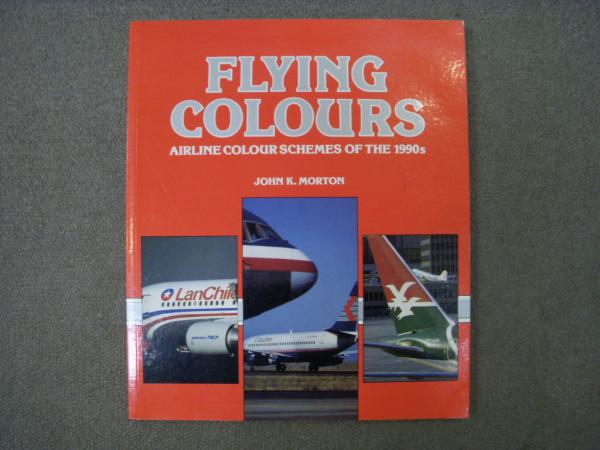 FLYING
COLOURS
AIRLINE COLOUR SCHEMES OF THE 1990s
JOHN K. MORTON
LanChile